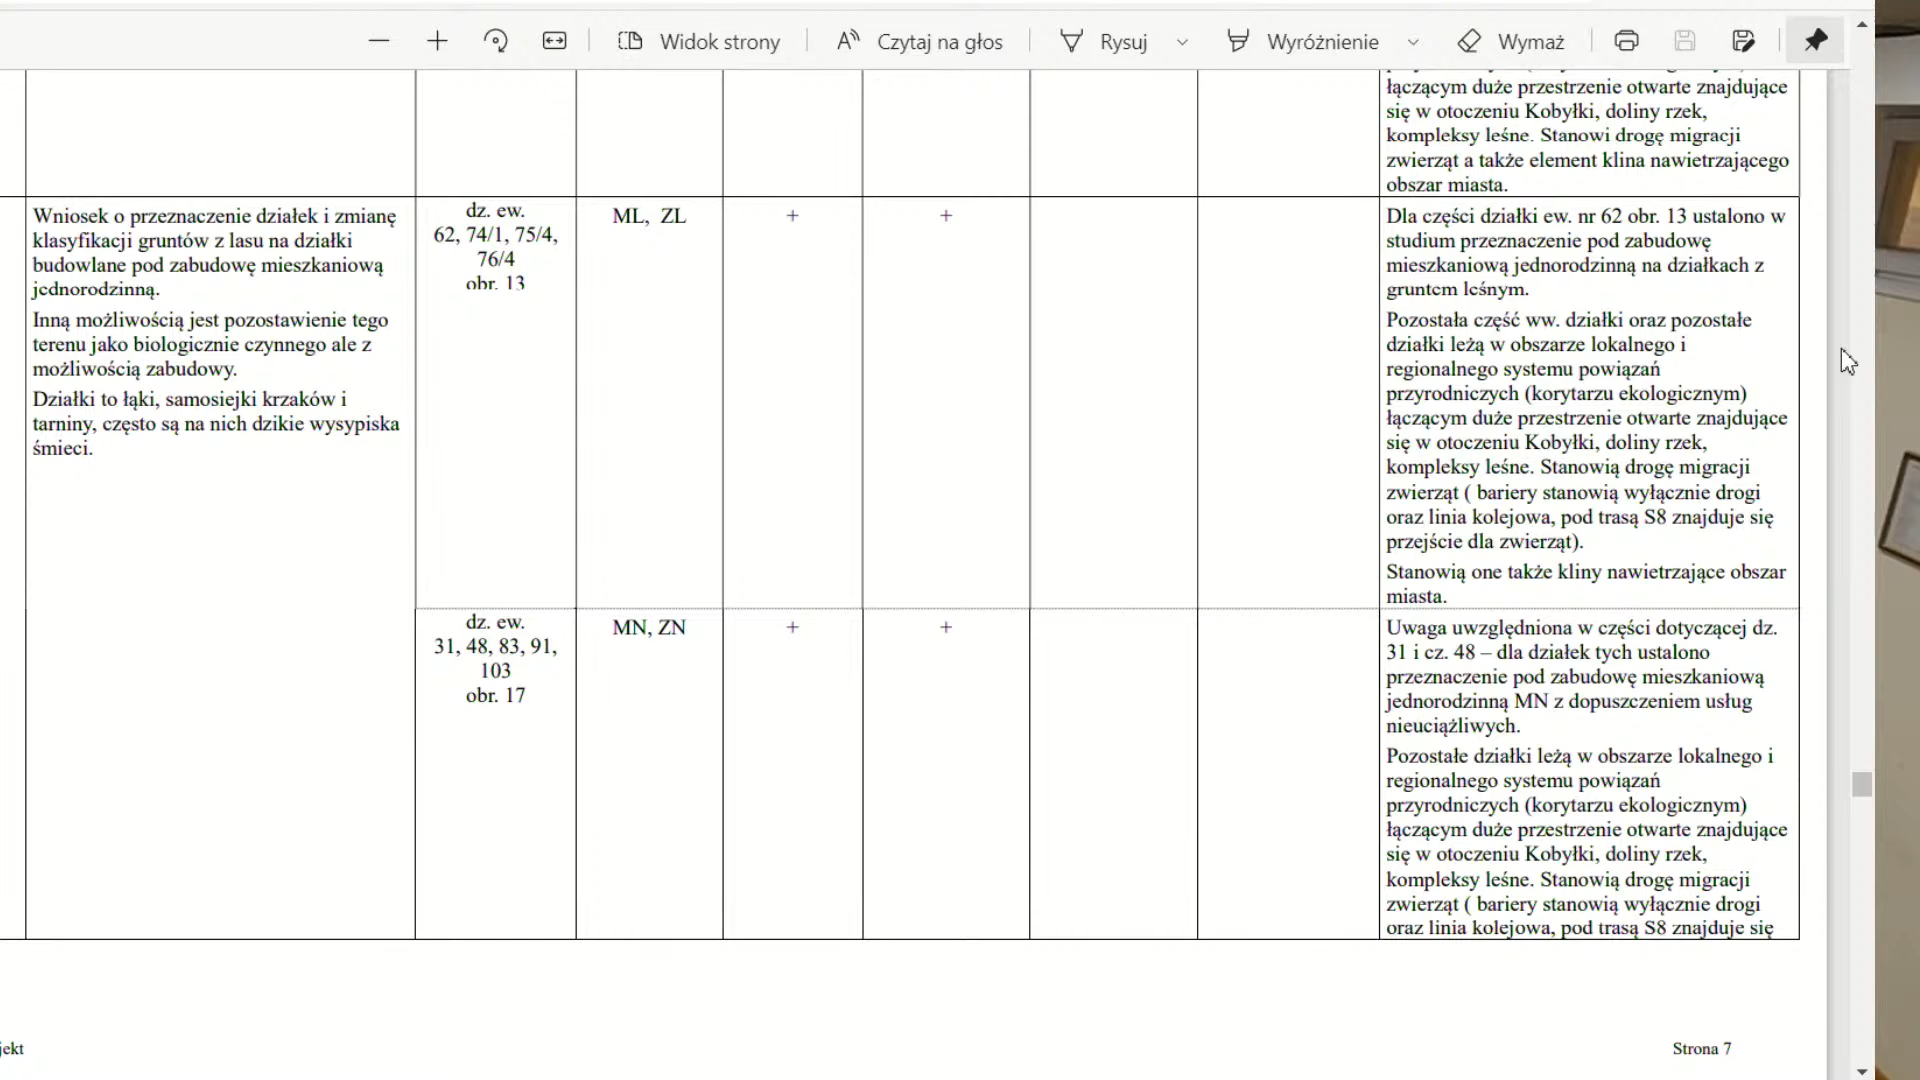 Widok strony
Czytaj na głos
Rysuj
Wyróżnienie
Wymaż
łączącym duże przestrzenie otwarte znajdujące
się w otoczeniu Kobyłki, doliny rzek,
kompleksy leśne. Stanowi drogę migracji
zwierząt a także element klina nawietrzającego
obszar miasta.
Wniosek o przeznaczenie działek i zmianę
klasyfikacji gruntów z lasu na działki
budowlane pod zabudowę mieszkaniową
jednorodzinną.
Inną możliwością jest pozostawienie tego
terenu jako biologicznie czynnego ale z
możliwością zabudowy.
Działki to łąki, samosiejki krzaków i
tarniny, często są na nich dzikie wysypiska
śmieci.
dz. ew.
62, 74/1, 75/4,
76/4
obr. 13
ML, ZL
+
+
Dla części działki ew. nr 62 obr. 13 ustalono w
studium przeznaczenie pod zabudowę
mieszkaniową jednorodzinną na działkach z
gruntem leśnym.
Pozostała część ww. działki oraz pozostałe
działki leżą w obszarze lokalnego i
regionalnego systemu powiązań
przyrodniczych (korytarzu ekologicznym)
łączącym duże przestrzenie otwarte znajdujące
się w otoczeniu Kobyłki, doliny rzek,
kompleksy leśne. Stanowią drogę migracji
zwierząt ( bariery stanowią wyłącznie drogi
oraz linia kolejowa, pod trasą S8 znajduje się
przejście dla zwierząt).
Stanowią one także kliny nawietrzające obszar
miasta.
dz. ew.
31, 48, 83, 91,
103
obr. 17
MN, ZN
+
+
Uwaga uwzględniona w części dotyczącej dz.
31 i cz. 48 – dla działek tych ustalono
przeznaczenie pod zabudowę mieszkaniową
jednorodzinną MN z dopuszczeniem usług
nieuciążliwych.
Pozostałe działki leżą w obszarze lokalnego i
regionalnego systemu powiązań
przyrodniczych (korytarzu ekologicznym)
łączącym duże przestrzenie otwarte znajdujące
się w otoczeniu Kobyłki, doliny rzek,
kompleksy leśne. Stanowią drogę migracji
zwierząt ( bariery stanowią wyłącznie drogi
oraz linia kolejowa, pod trasą S8 znajduje się
jekt
Strona 7